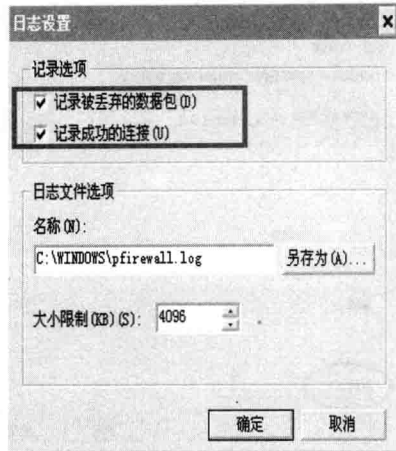 日志设置
记录选项
记录被丢弃的数据包(D)
记录成功的连接(U)
日志文件选项
名称(N):
C:\WINDOWS\pfirewall.log 另存为(A)...
大小限制(KB)(S): 4096
确定 取消